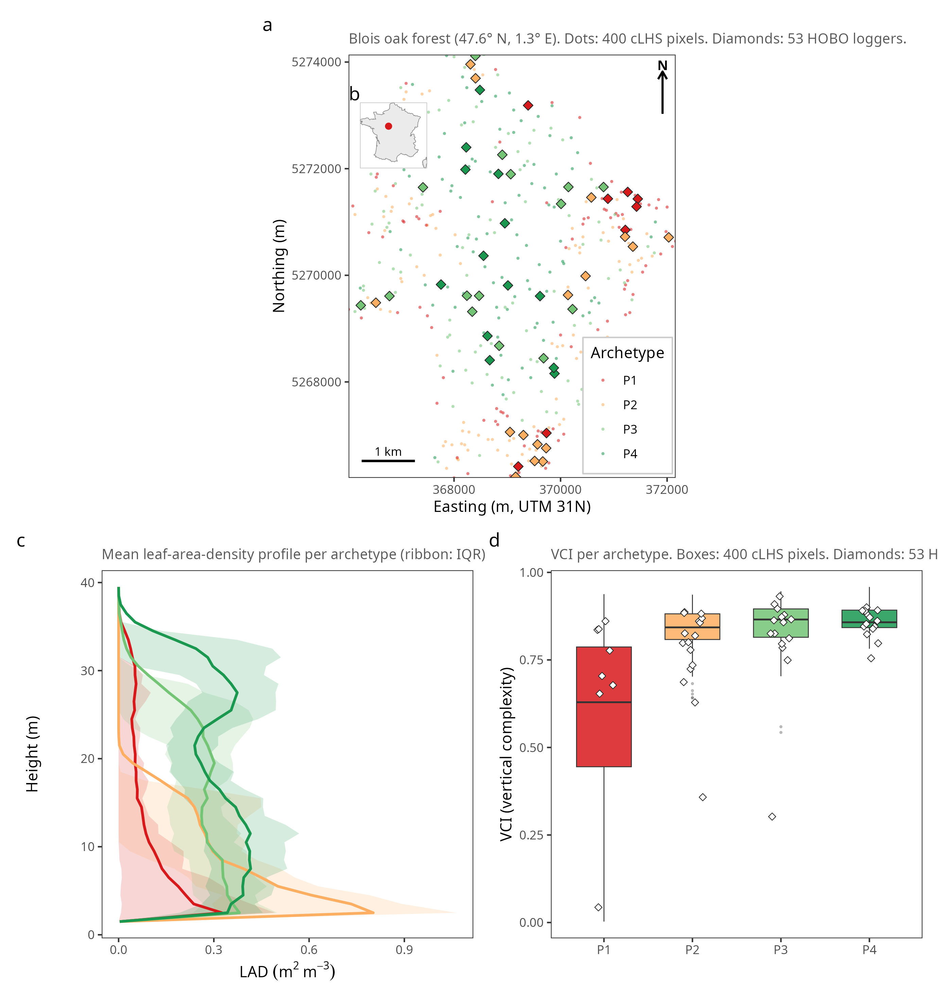 a
Blois oak forest (47.6° N, 1.3° E). Dots: 400 cLHS pixels. Diamonds: 53 HOBO loggers.
5274000
5272000
5270000
5268000
Northing (m)
N
b
Archetype
P1
P2
P3
P4
1 km
368000 370000 372000
Easting (m, UTM 31N)
c
Mean leaf-area-density profile per archetype (ribbon: IQR)
40
30
20
10
0
Height (m)
0.0 0.3 0.6 0.9
LAD (m² m⁻³)
d
VCI per archetype. Boxes: 400 cLHS pixels. Diamonds: 53 H
1.00
0.75
0.50
0.25
0.00
VCI (vertical complexity)
P1 P2 P3 P4